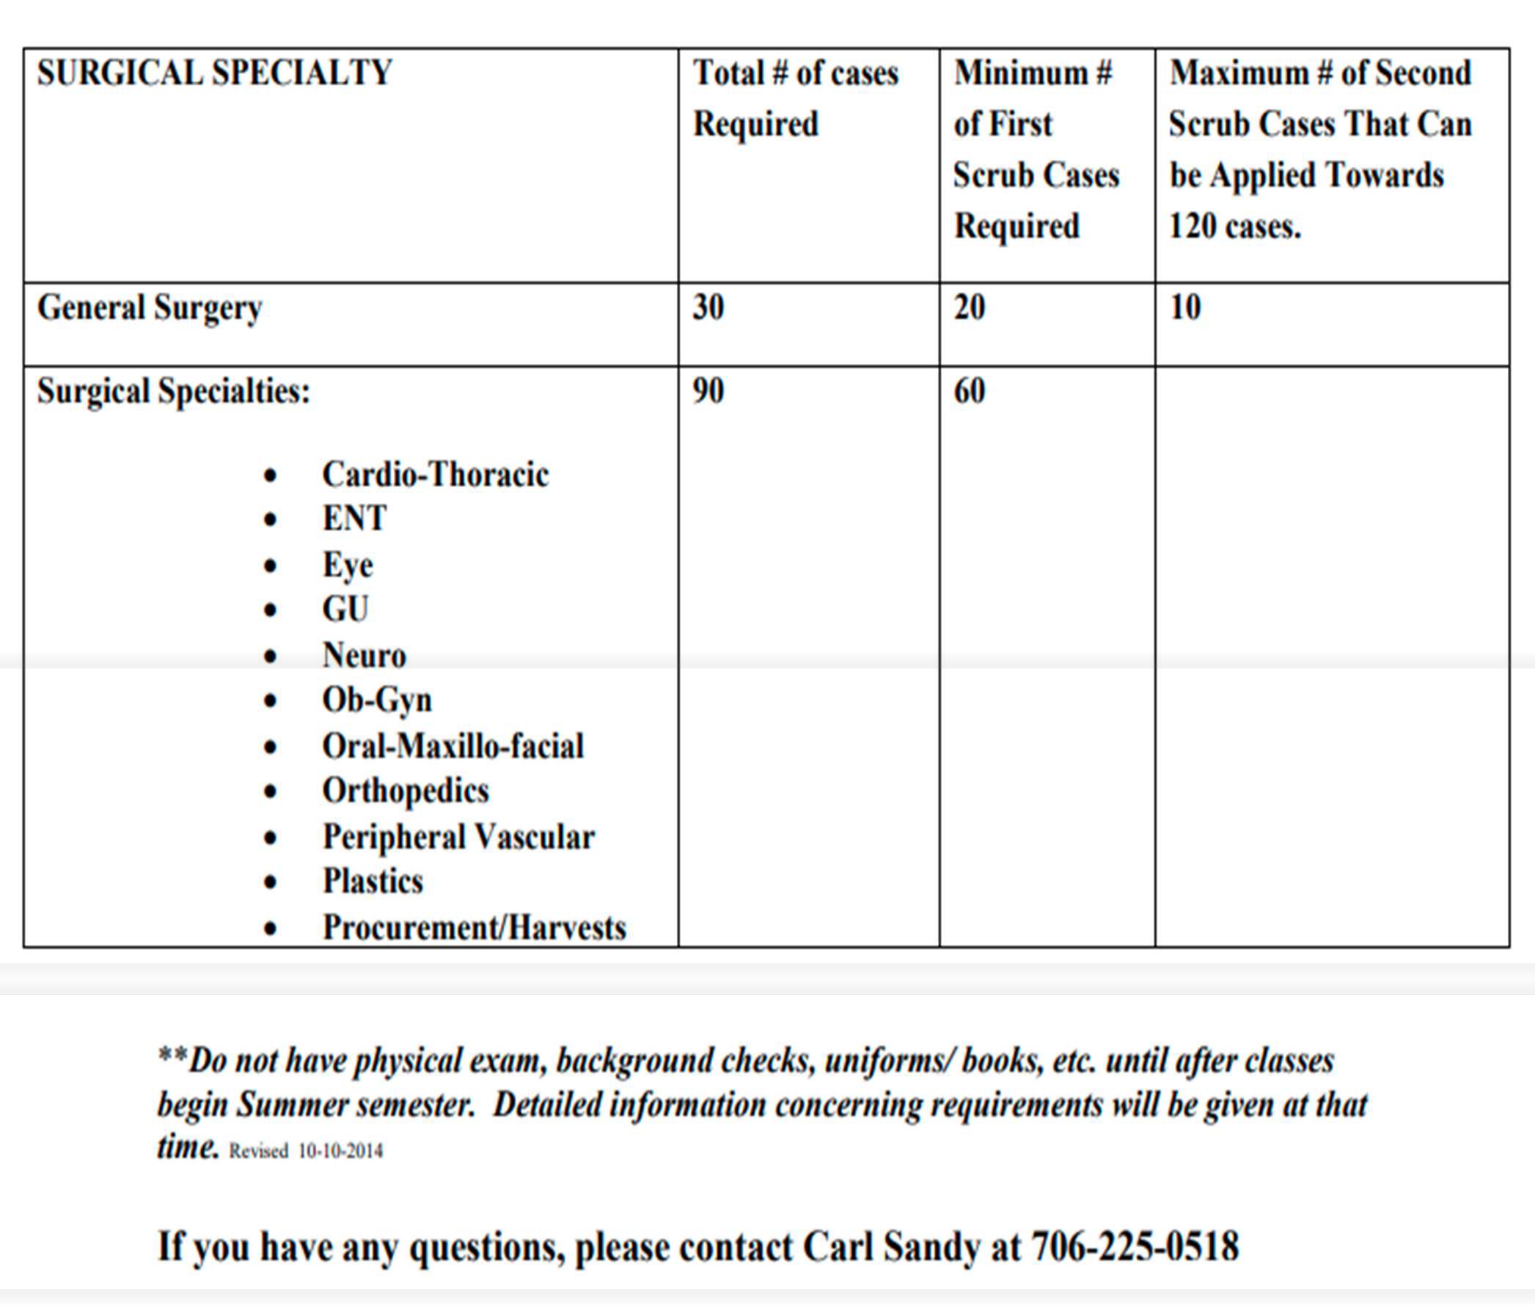 SURGICAL SPECIALTY
Total # of cases
Required
Minimum #
of First
Scrub Cases
Required
Maximum # of Second
Scrub Cases That Can
be Applied Towards
120 cases.
General Surgery
30
20
10
Surgical Specialties:
90
60
• Cardio-Thoracic
• ENT
• Eye
• GU
• Neuro
• Ob-Gyn
• Oral-Maxillo-facial
• Orthopedics
• Peripheral Vascular
• Plastics
• Procurement/Harvests
**Do not have physical exam, background checks, uniforms/ books, etc. until after classes
begin Summer semester. Detailed information concerning requirements will be given at that
time. Revised 10-10-2014
If you have any questions, please contact Carl Sandy at 706-225-0518